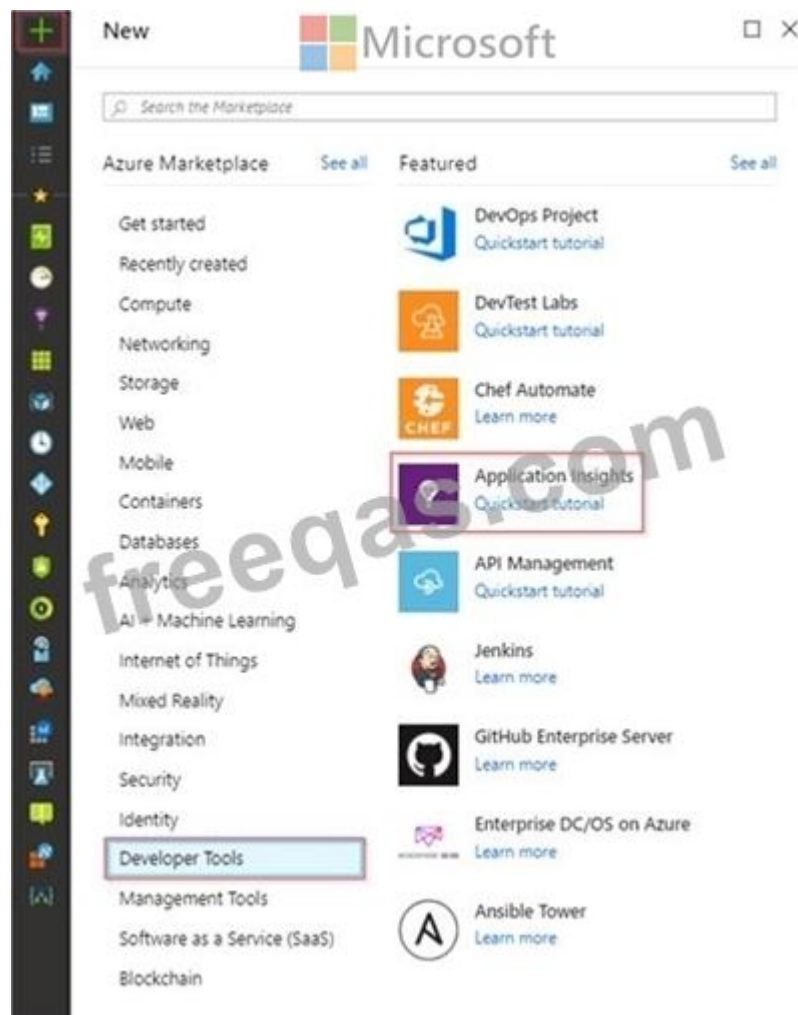 New
Microsoft
Search the Marketplace
Azure Marketplace
See all
Featured
See all
Get started
Recently created
Compute
Networking
Storage
Web
Mobile
Containers
Databases
Analytics
AI + Machine Learning
Internet of Things
Mixed Reality
Integration
Security
Identity
Developer Tools
Management Tools
Software as a Service (SaaS)
Blockchain
DevOps Project
Quickstart tutorial
DevTest Labs
Quickstart tutorial
CHEF
Chef Automate
Learn more
Application Insights
Quickstart tutorial
API Management
Quickstart tutorial
Jenkins
Learn more
GitHub Enterprise Server
Learn more
Enterprise DC/OS on Azure
Learn more
Ansible Tower
Learn more
freeqas.com